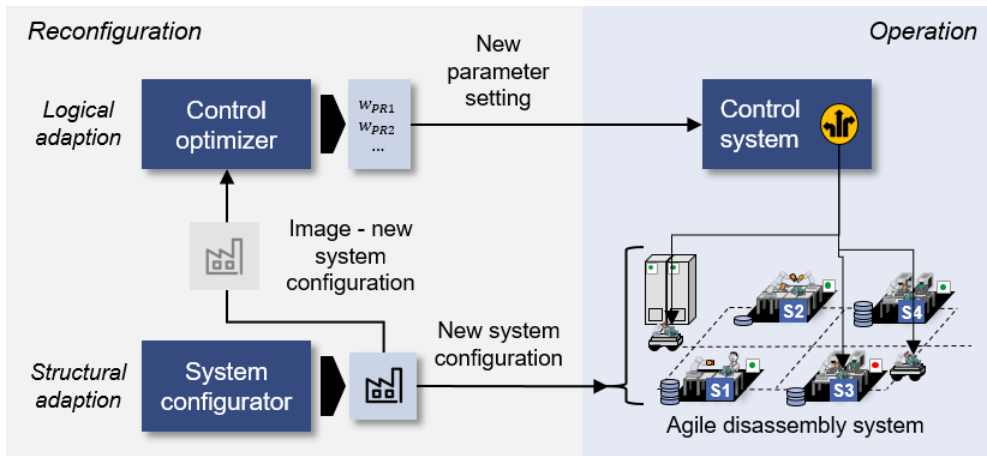 Reconfiguration
Operation
Logical
adaption
Control
optimizer
w_PR1
w_PR2
...
New
parameter
setting
Control
system
Image - new
system
configuration
New system
configuration
Structural
adaption
System
configurator
S2
S4
S1
S3
Agile disassembly system